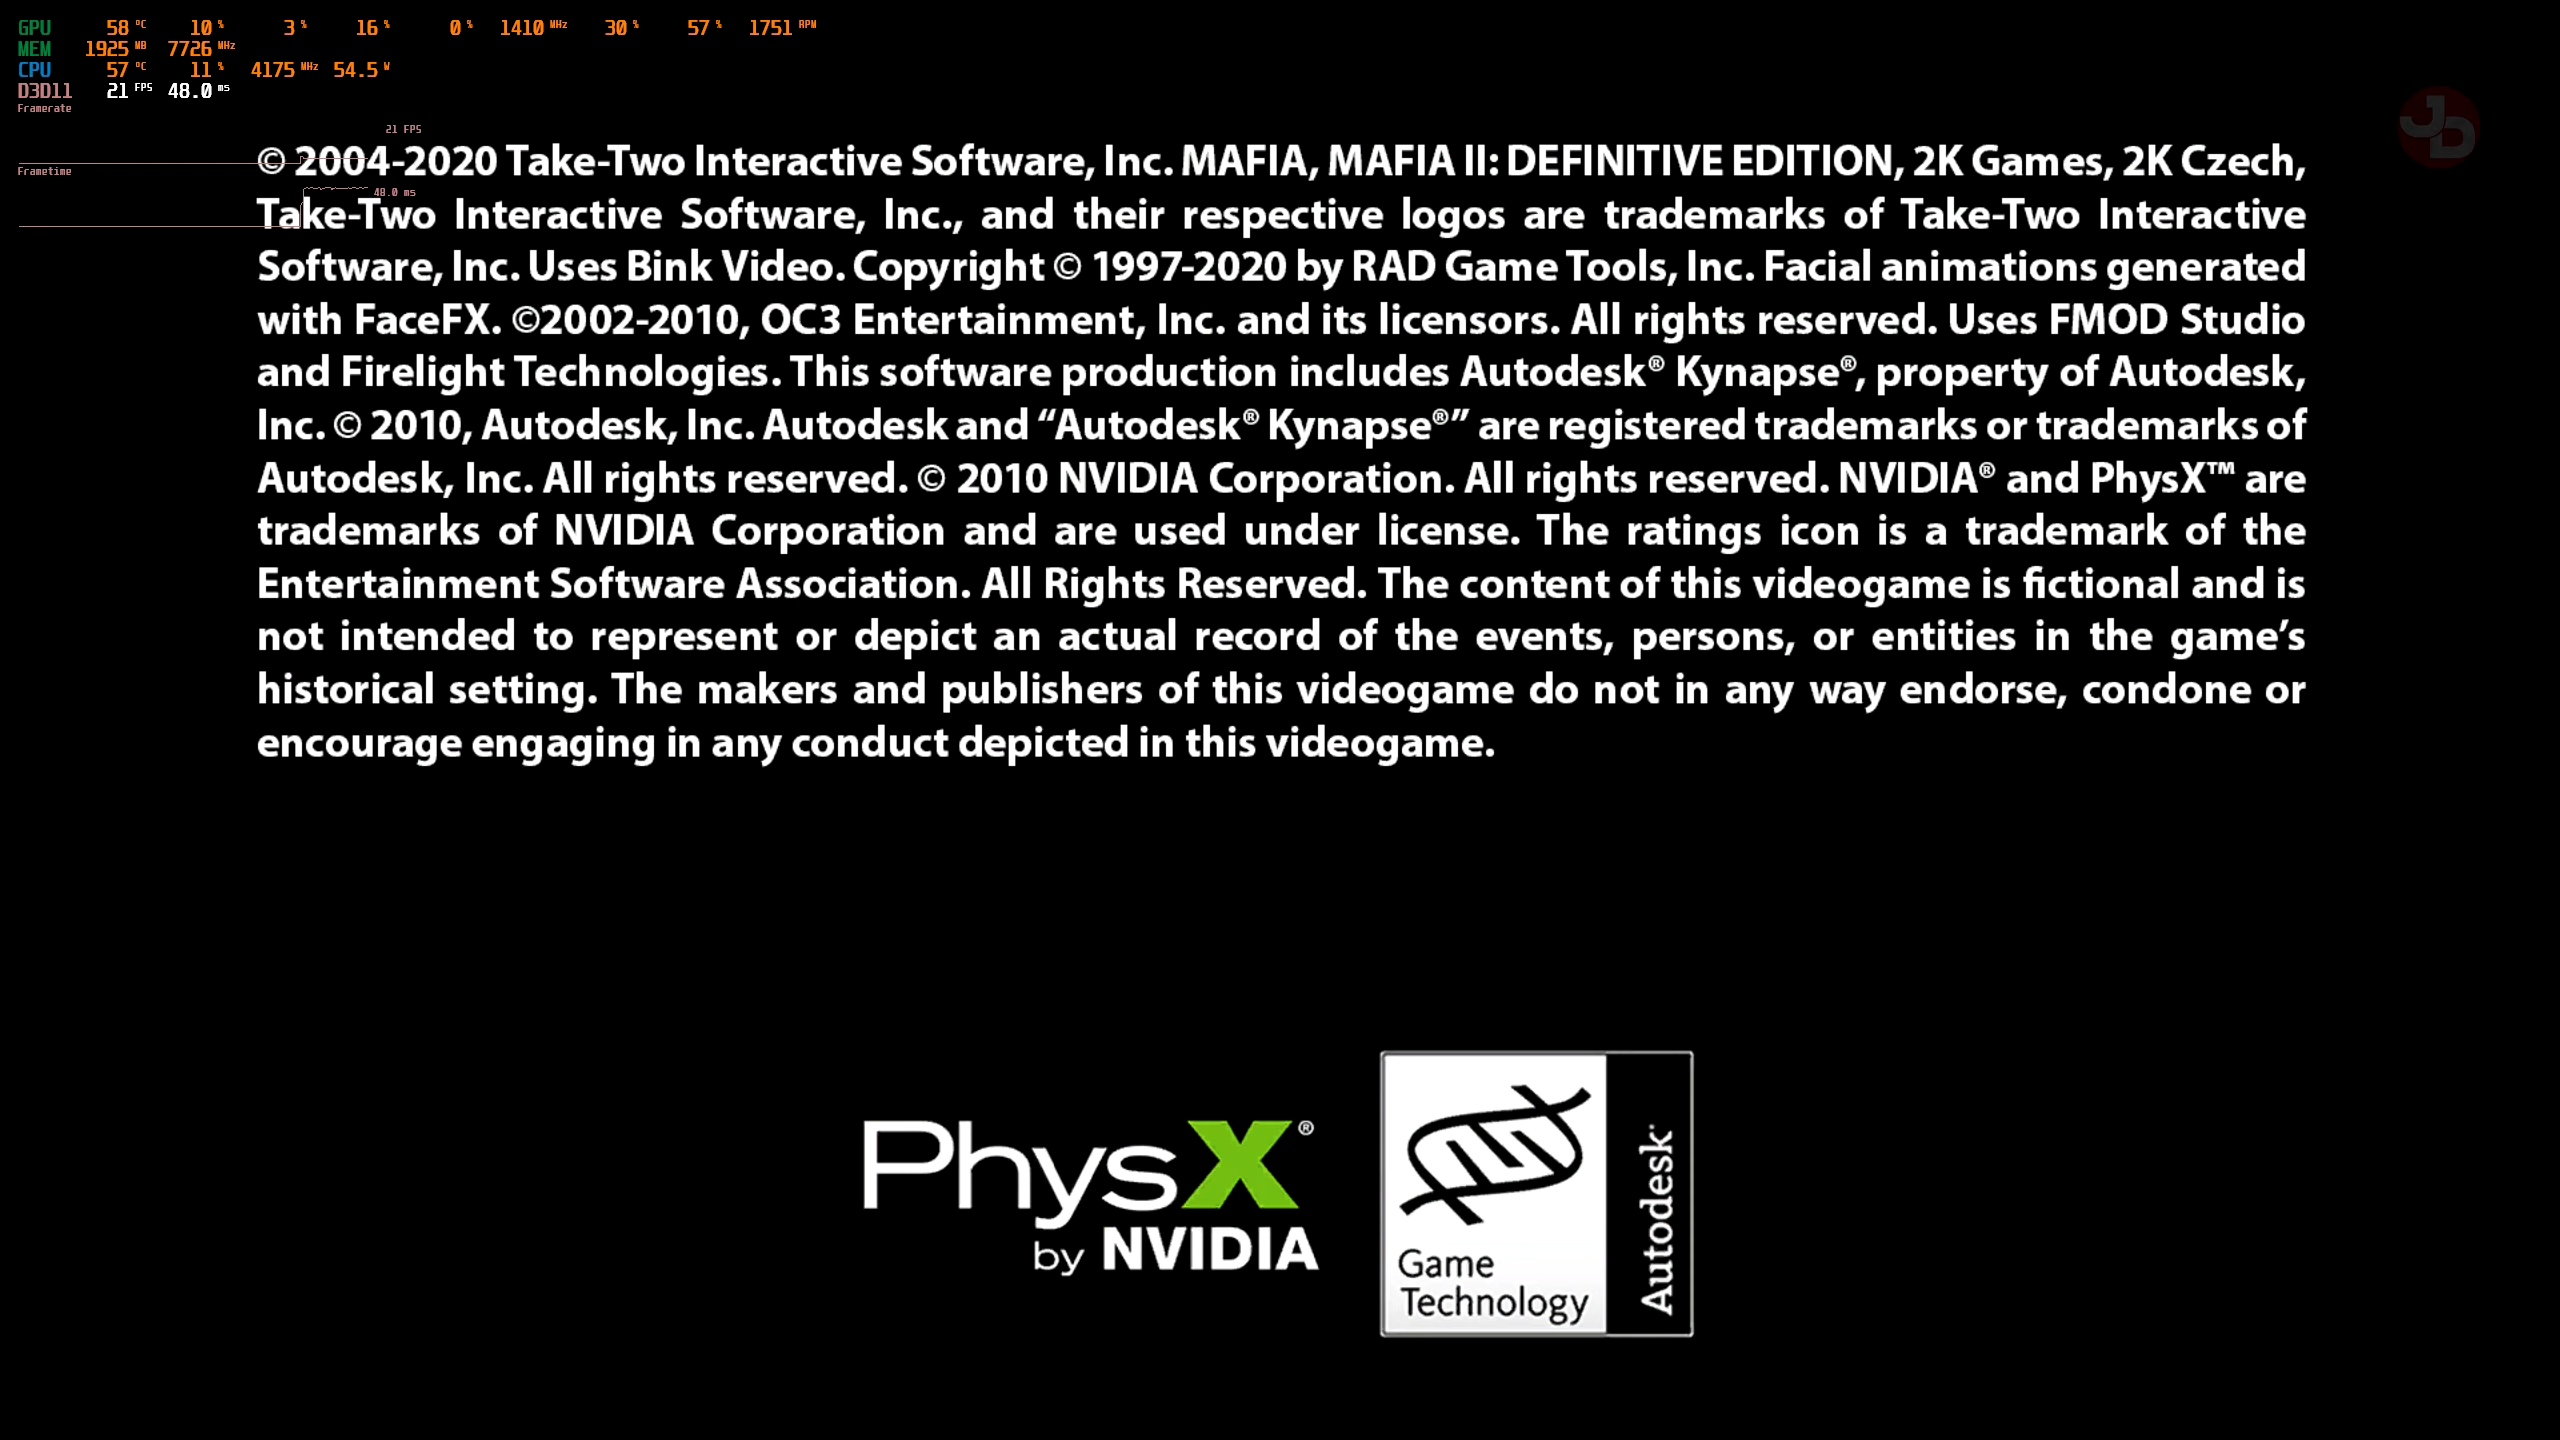 GPU 58 °C 10 % 3 % 16 % 0 % 1410 MHz 30 % 57 % 1751 RPM
MEM 1925 MB 7726 MHz
CPU 57 °C 11 % 4175 MHz 54.5 W
D3D11 21 FPS 48.0 ms
Framerate
21 FPS
Frametime
48.0 ms
JD
© 2004-2020 Take-Two Interactive Software, Inc. MAFIA, MAFIA II: DEFINITIVE EDITION, 2K Games, 2K Czech,
Take-Two Interactive Software, Inc., and their respective logos are trademarks of Take-Two Interactive
Software, Inc. Uses Bink Video. Copyright © 1997-2020 by RAD Game Tools, Inc. Facial animations generated
with FaceFX. ©2002-2010, OC3 Entertainment, Inc. and its licensors. All rights reserved. Uses FMOD Studio
and Firelight Technologies. This software production includes Autodesk® Kynapse®, property of Autodesk,
Inc. © 2010, Autodesk, Inc. Autodesk and “Autodesk® Kynapse®” are registered trademarks or trademarks of
Autodesk, Inc. All rights reserved. © 2010 NVIDIA Corporation. All rights reserved. NVIDIA® and PhysX™ are
trademarks of NVIDIA Corporation and are used under license. The ratings icon is a trademark of the
Entertainment Software Association. All Rights Reserved. The content of this videogame is fictional and is
not intended to represent or depict an actual record of the events, persons, or entities in the game’s
historical setting. The makers and publishers of this videogame do not in any way endorse, condone or
encourage engaging in any conduct depicted in this videogame.
PhysX®
by NVIDIA
Game
Technology
Autodesk®